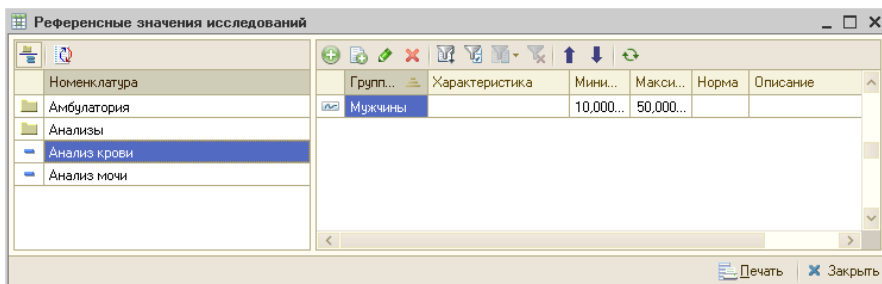 Референсные значения исследований
Номенклатура
Амбулатория
Анализы
Анализ крови
Анализ мочи
Групп... Характеристика Мини... Макси... Норма Описание
Мужчины 10,000... 50,000...
Печать Закрыть